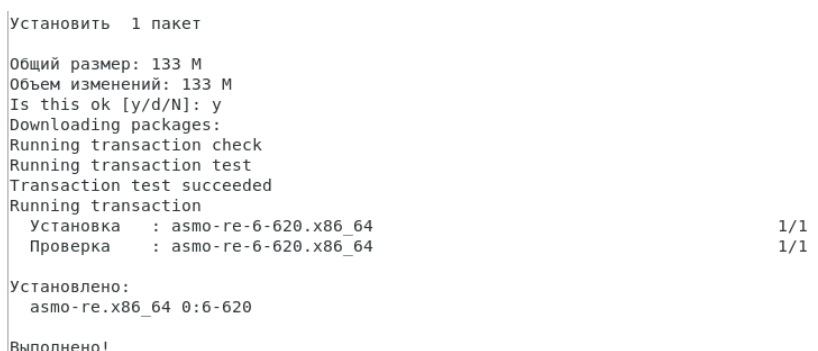 Установить  1 пакет
Общий размер: 133 M
Объем изменений: 133 M
Is this ok [y/d/N]: y
Downloading packages:
Running transaction check
Running transaction test
Transaction test succeeded
Running transaction
  Установка   : asmo-re-6-620.x86_64 1/1
  Проверка    : asmo-re-6-620.x86_64 1/1
Установлено:
  asmo-re.x86_64 0:6-620
Выполнено!